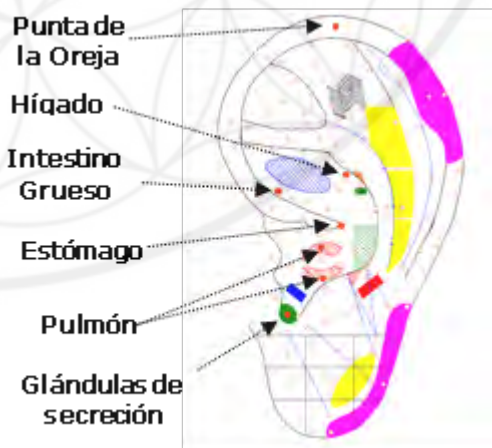 Punta de
la Oreja
Hígado
Intestino
Grueso
Estómago
Pulmón
Glándulas de
secreción